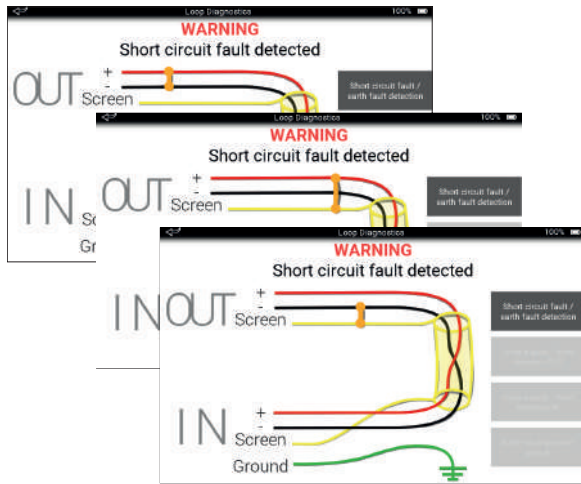 Loop Diagnostics
100%
WARNING
Short circuit fault detected
OUT
+
-
Screen
Short circuit fault /
earth fault detection
Loop Diagnostics
100%
WARNING
Short circuit fault detected
OUT
+
-
Screen
Short circuit fault /
earth fault detection
IN
Sc
Gr
Loop Diagnostics
100%
WARNING
Short circuit fault detected
OUT
+
-
Screen
Short circuit fault /
earth fault detection
IN
IN
+
-
Screen
Ground